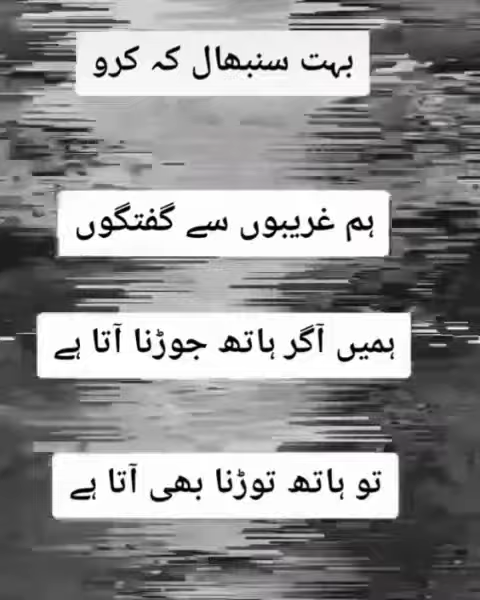 بہت سنبھال کہ کرو
ہم غریبوں سے گفتگوں
ہمیں آگر ہاتھ جوڑنا آتا ہے
تو ہاتھ توڑنا بھی آتا ہے